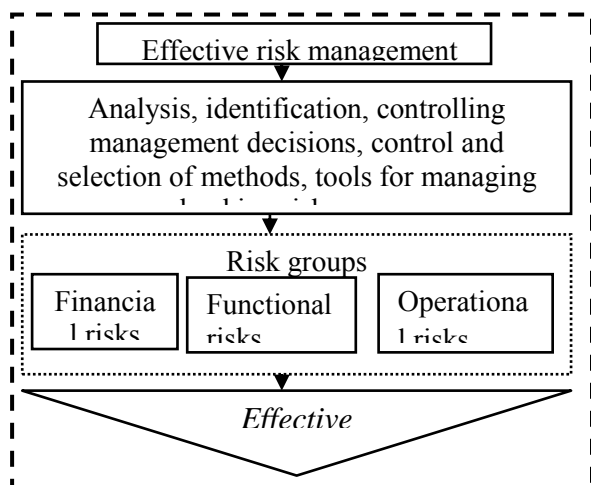 Effective risk management
Analysis, identification, controlling
management decisions, control and
selection of methods, tools for managing
Risk groups
Financia
l risks
Functional
risks
Operationa
l risks
Effective